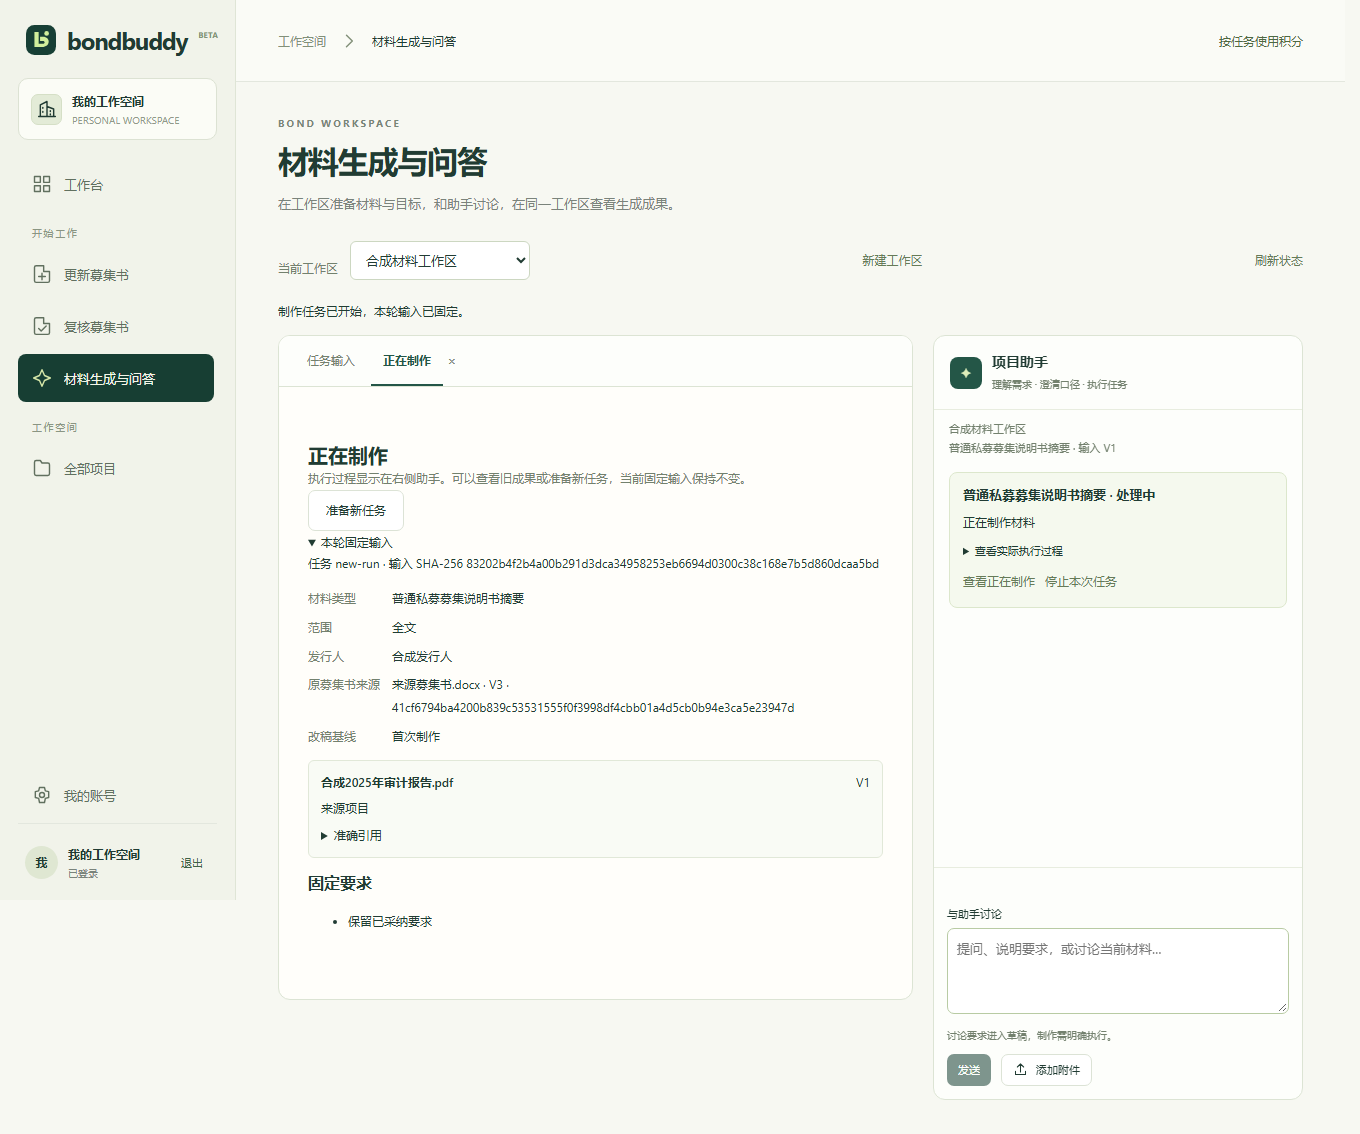 bondbuddy BETA
我的工作空间
PERSONAL WORKSPACE
工作台
开始工作
更新募集书
复核募集书
材料生成与问答
工作空间
全部项目
我的账号
我
我的工作空间
已登录
退出
工作空间
材料生成与问答
按任务使用积分
BOND WORKSPACE
材料生成与问答
在工作区准备材料与目标，和助手讨论，在同一工作区查看生成成果。
当前工作区
合成材料工作区
新建工作区
刷新状态
制作任务已开始，本轮输入已固定。
任务输入
正在制作 ×
正在制作
执行过程显示在右侧助手。可以查看旧成果或准备新任务，当前固定输入保持不变。
准备新任务
▼ 本轮固定输入
任务 new-run · 输入 SHA-256 83202b4f2b4a00b291d3dca34958253eb6694d0300c38c168e7b5d860dcaa5bd
材料类型 普通私募募集说明书摘要
范围 全文
发行人 合成发行人
原募集书来源 来源募集书.docx · V3 ·
41cf6794ba4200b839c53531555f0f3998df4cbb01a4d5cb0b94e3ca5e23947d
改稿基线 首次制作
合成2025年审计报告.pdf V1
来源项目
▶ 准确引用
固定要求
• 保留已采纳要求
项目助手
理解需求 · 澄清口径 · 执行任务
合成材料工作区
普通私募募集说明书摘要 · 输入 V1
普通私募募集说明书摘要 · 处理中
正在制作材料
▶ 查看实际执行过程
查看正在制作 停止本次任务
与助手讨论
提问、说明要求，或讨论当前材料...
讨论要求进入草稿，制作需明确执行。
发送
添加附件